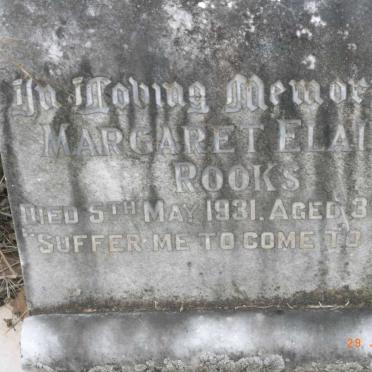 In Loving Memor
MARGARET ELAI
ROOKS
DIED 5TH MAY 1931. AGED 3
"SUFFER ME TO COME TO
29.